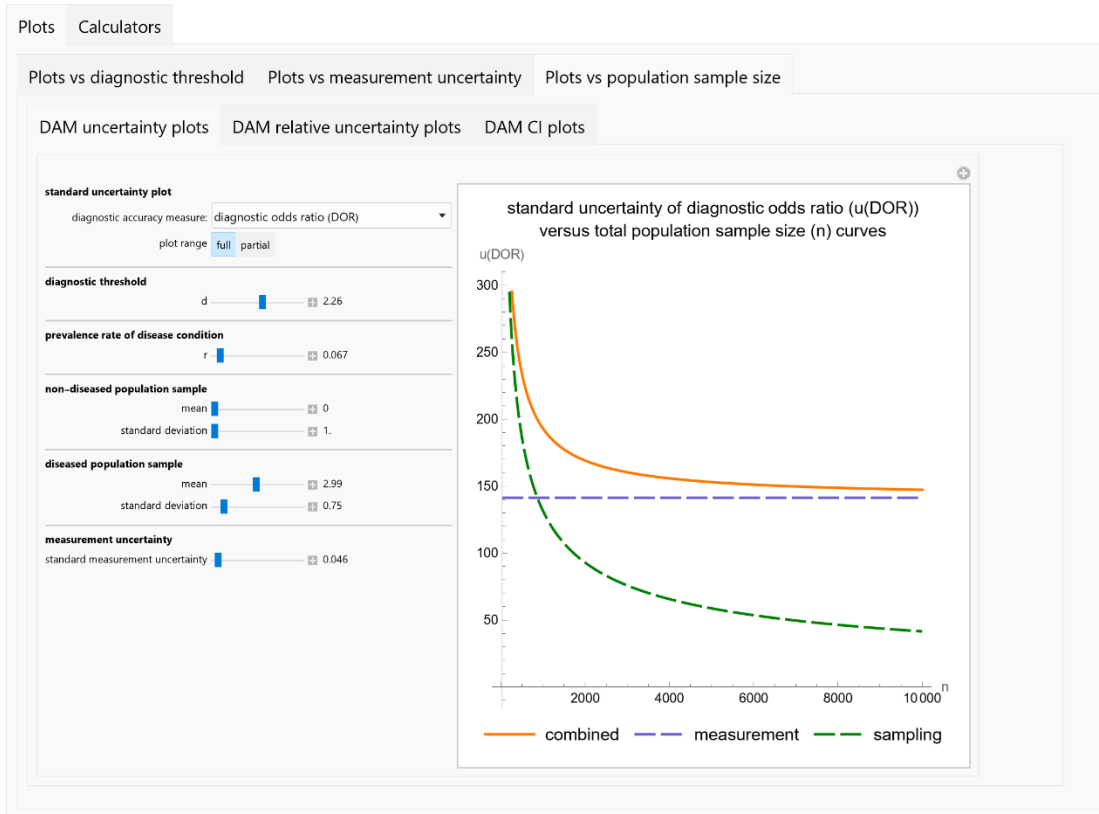 Plots Calculators
Plots vs diagnostic threshold Plots vs measurement uncertainty Plots vs population sample size
DAM uncertainty plots DAM relative uncertainty plots DAM CI plots
standard uncertainty plot
diagnostic accuracy measure: diagnostic odds ratio (DOR)
plot range full partial
diagnostic threshold
d 2.26
prevalence rate of disease condition
r 0.067
non-diseased population sample
mean 0
standard deviation 1.
diseased population sample
mean 2.99
standard deviation 0.75
measurement uncertainty
standard measurement uncertainty 0.046
standard uncertainty of diagnostic odds ratio (u(DOR))
versus total population sample size (n) curves
u(DOR)
300
250
200
150
100
50
2000 4000 6000 8000 10000 n
combined measurement sampling